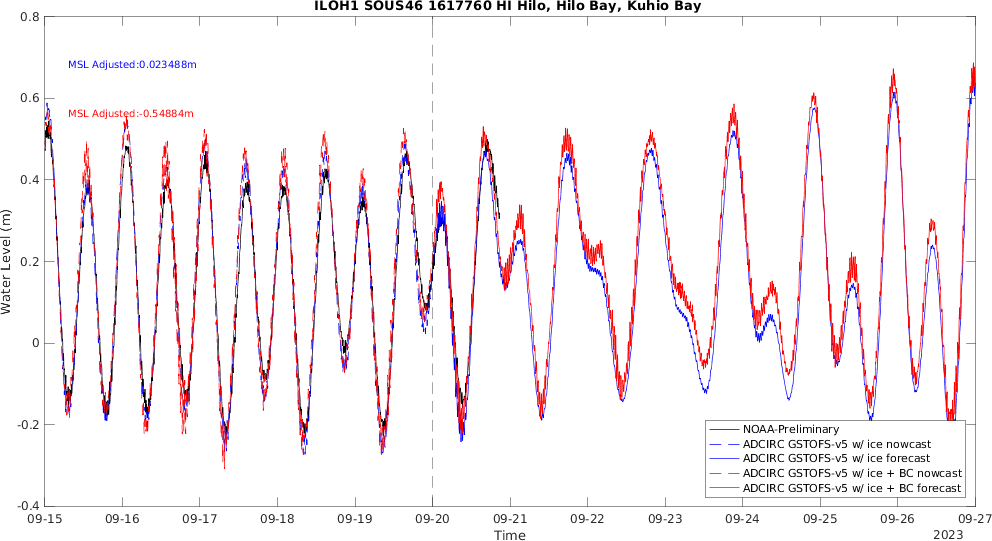 ILOH1 SOUS46 1617760 HI Hilo, Hilo Bay, Kuhio Bay
MSL Adjusted:0.023488m
MSL Adjusted:-0.54884m
Water Level (m)
0.8
0.6
0.4
0.2
0
-0.2
-0.4
NOAA-Preliminary
ADCIRC GSTOFS-v5 w/ ice nowcast
ADCIRC GSTOFS-v5 w/ ice forecast
ADCIRC GSTOFS-v5 w/ ice + BC nowcast
ADCIRC GSTOFS-v5 w/ ice + BC forecast
09-15 09-16 09-17 09-18 09-19 09-20 09-21 09-22 09-23 09-24 09-25 09-26 09-27
Time
2023